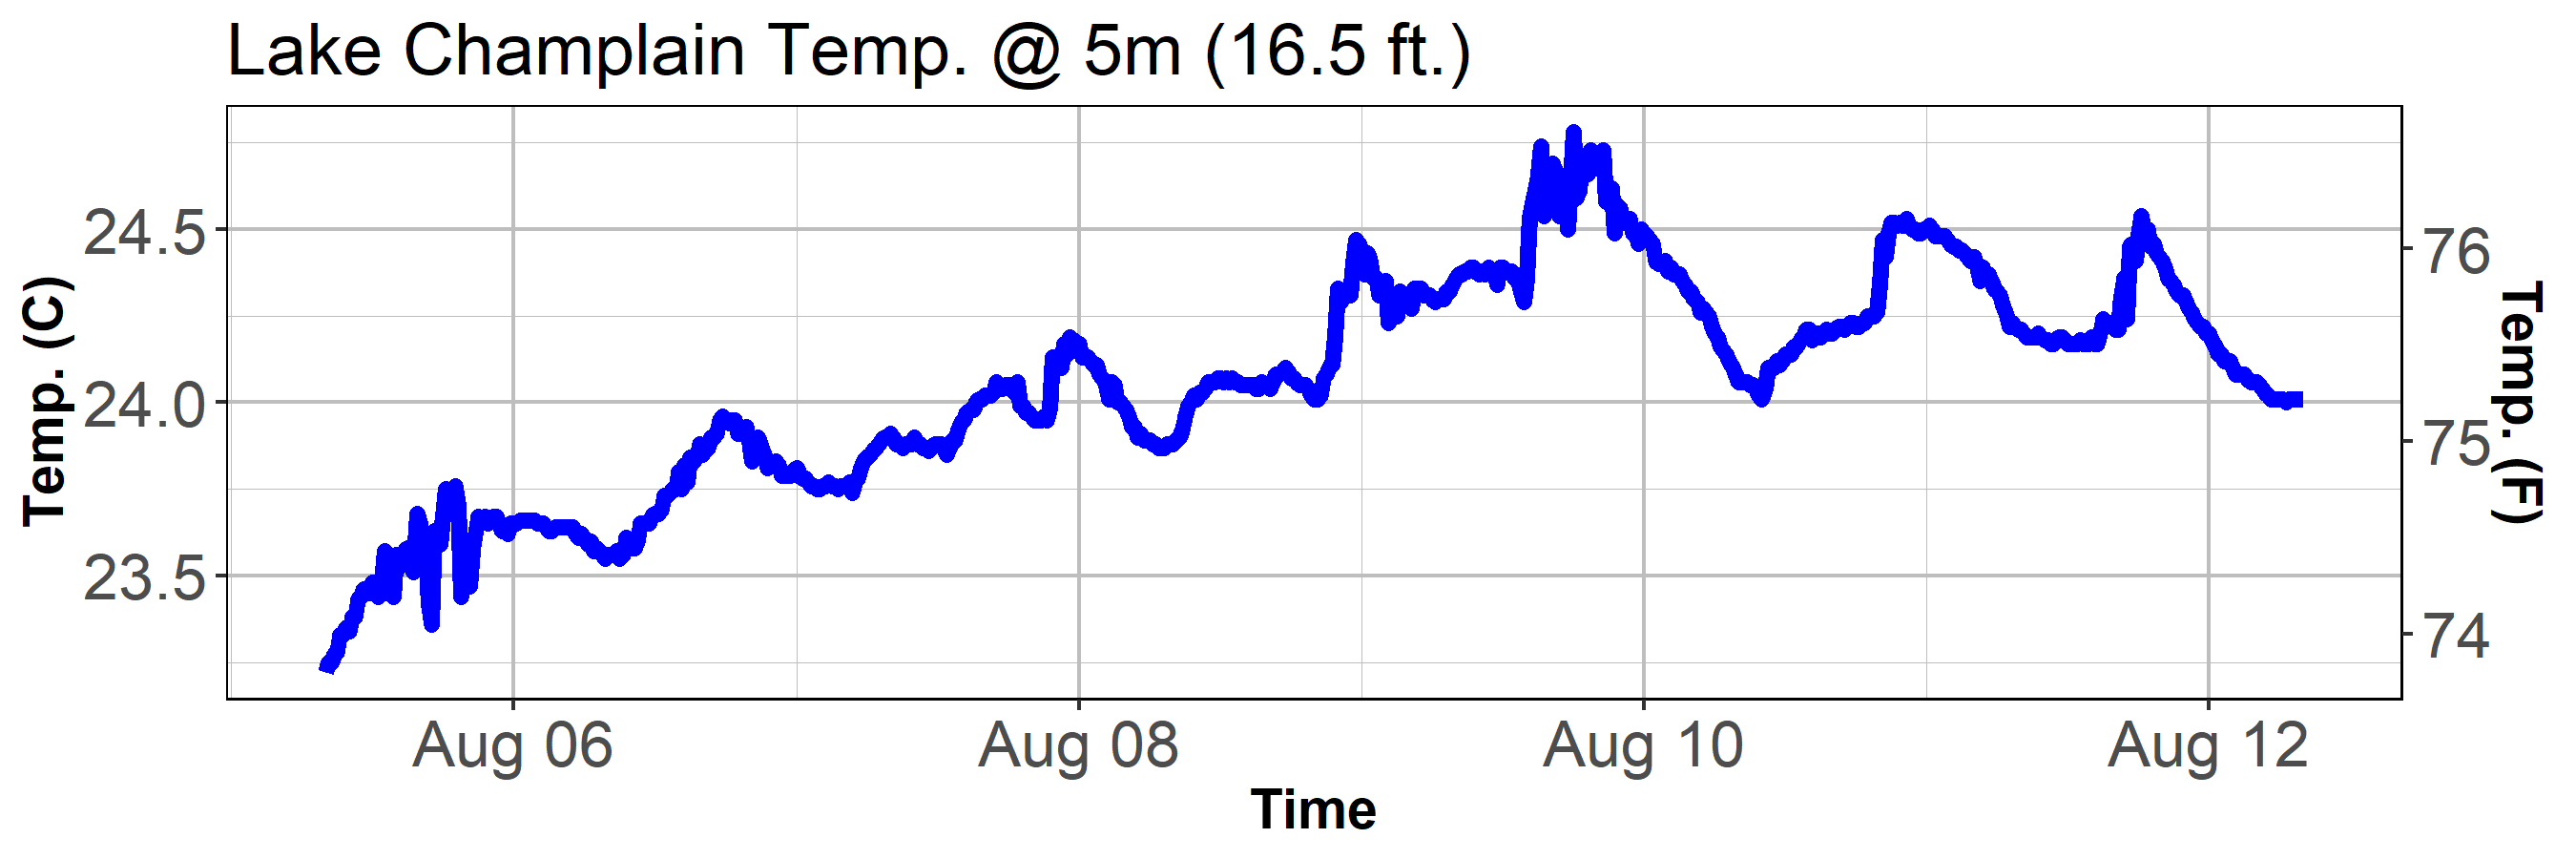 Lake Champlain Temp. @ 5m (16.5 ft.)
Temp. (C)
24.5
24.0
23.5
76
75
74
Temp. (F)
Aug 06
Aug 08
Aug 10
Aug 12
Time